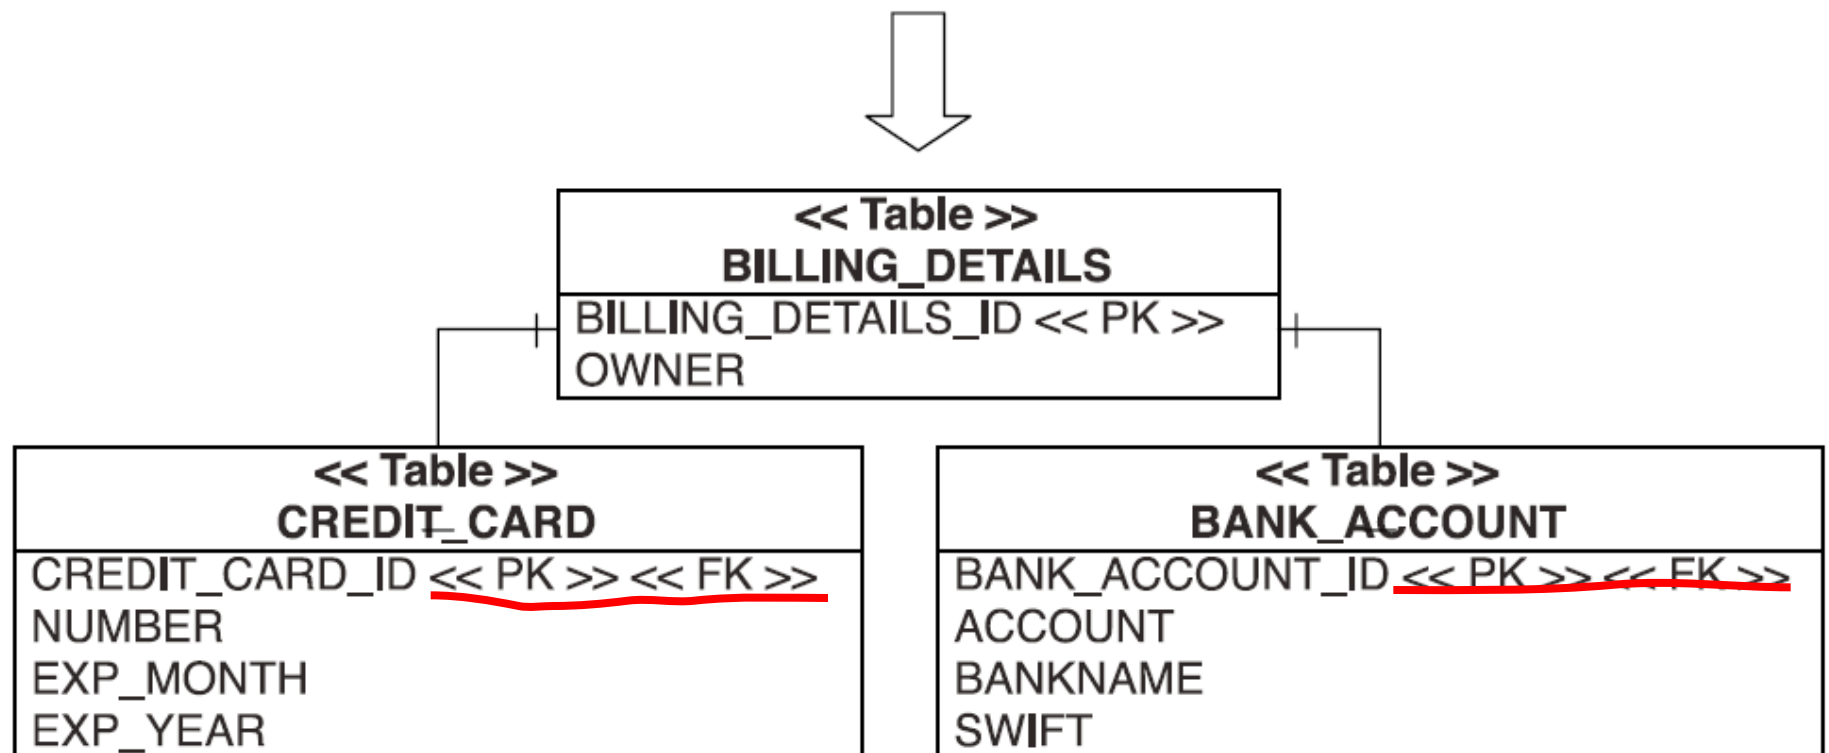 << Table >>
BILLING_DETAILS
BILLING_DETAILS_ID << PK >>
OWNER
<< Table >>
CREDIT_CARD
CREDIT_CARD_ID << PK >> << FK >>
NUMBER
EXP_MONTH
EXP_YEAR
<< Table >>
BANK_ACCOUNT
BANK_ACCOUNT_ID << PK >> << FK >>
ACCOUNT
BANKNAME
SWIFT